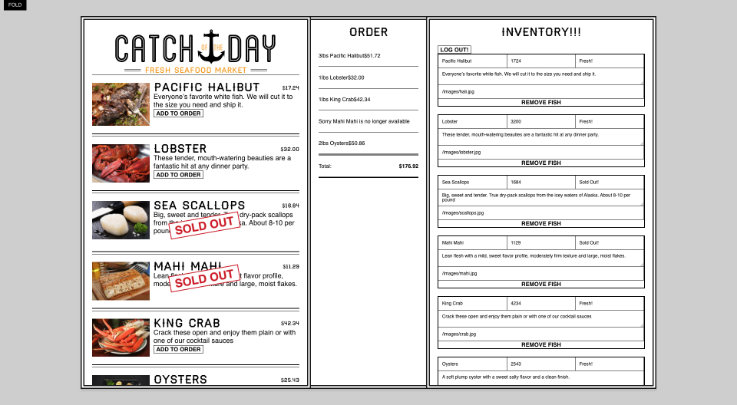 FOLD
CATCH OF THE DAY
FRESH SEAFOOD MARKET
PACIFIC HALIBUT $17.24
Everyone's favorite white fish. We will cut it to
the size you need and ship it.
ADD TO ORDER
LOBSTER $32.00
These tender, mouth-watering beauties are a
fantastic hit at any dinner party.
ADD TO ORDER
SEA SCALLOPS $16.84
Big, sweet and tender. True dry-pack scallops
from the a. About 8-10 per
pound
SOLD OUT
MAHI MAHI $11.29
Lean flavor profile,
and large, moist flakes.
SOLD OUT
KING CRAB $42.34
Crack these open and enjoy them plain or with
one of our cocktail sauces
ADD TO ORDER
OYSTERS $25.43
ORDER
3lbs Pacific Halibut$51.72
1lbs Lobster$32.00
1lbs King Crab$42.34
Sorry Mahi Mahi is no longer available
2lbs Oysters$50.86
Total: $176.92
INVENTORY!!!
LOG OUT!
Pacific Halibut 1724 Fresh!
Everyone's favorite white fish. We will cut it to the size you need and ship it.
/images/hali.jpg
REMOVE FISH
Lobster 3200 Fresh!
These tender, mouth-watering beauties are a fantastic hit at any dinner party.
/images/lobster.jpg
REMOVE FISH
Sea Scallops 1684 Sold Out!
Big, sweet and tender. True dry-pack scallops from the icey waters of Alaska. About 8-10 per
pound
/images/scallops.jpg
REMOVE FISH
Mahi Mahi 1129 Sold Out!
Lean flesh with a mild, sweet flavor profile, moderately firm texture and large, moist flakes.
/images/mahi.jpg
REMOVE FISH
King Crab 4234 Fresh!
Crack these open and enjoy them plain or with one of our cocktail sauces
/images/crab.jpg
REMOVE FISH
Oysters 2543 Fresh!
A soft plump oyster with a sweet salty flavor and a clean finish.